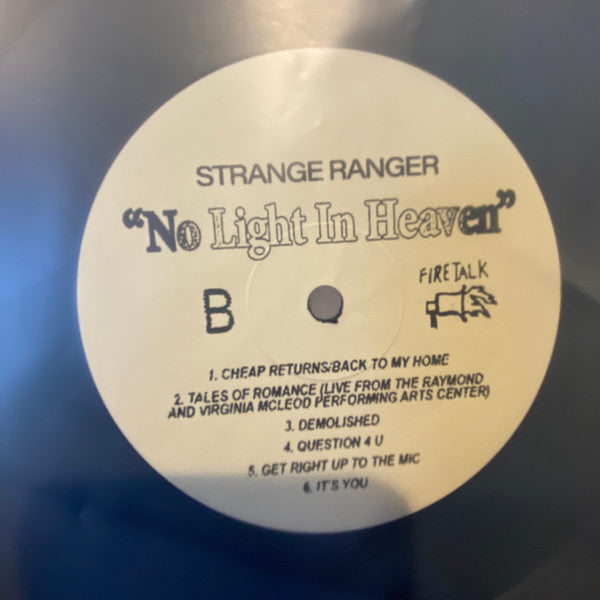 STRANGE RANGER
“No Light In Heaven”
FIRETALK
B
1. CHEAP RETURNS/BACK TO MY HOME
2. TALES OF ROMANCE (LIVE FROM THE RAYMOND
AND VIRGINIA MCLEOD PERFORMING ARTS CENTER)
3. DEMOLISHED
4. QUESTION 4 U
5. GET RIGHT UP TO THE MIC
6. IT'S YOU